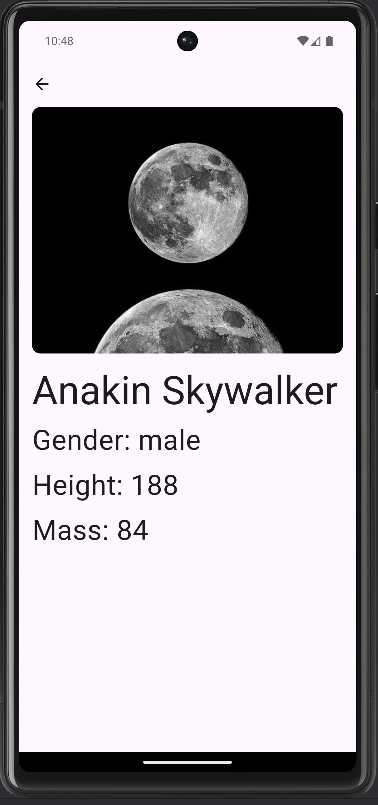 10:48
Anakin Skywalker
Gender: male
Height: 188
Mass: 84